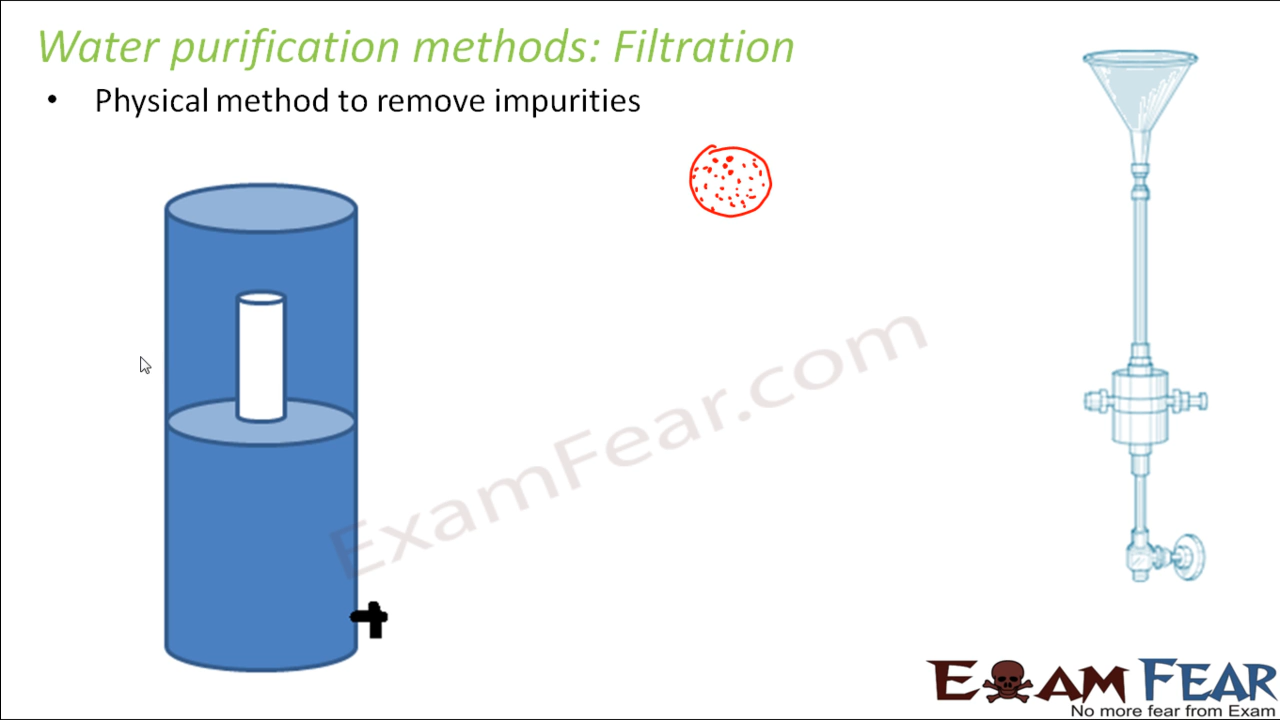 Water purification methods: Filtration
• Physical method to remove impurities
ExamFear.com
EXAM FEAR
No more fear from Exam